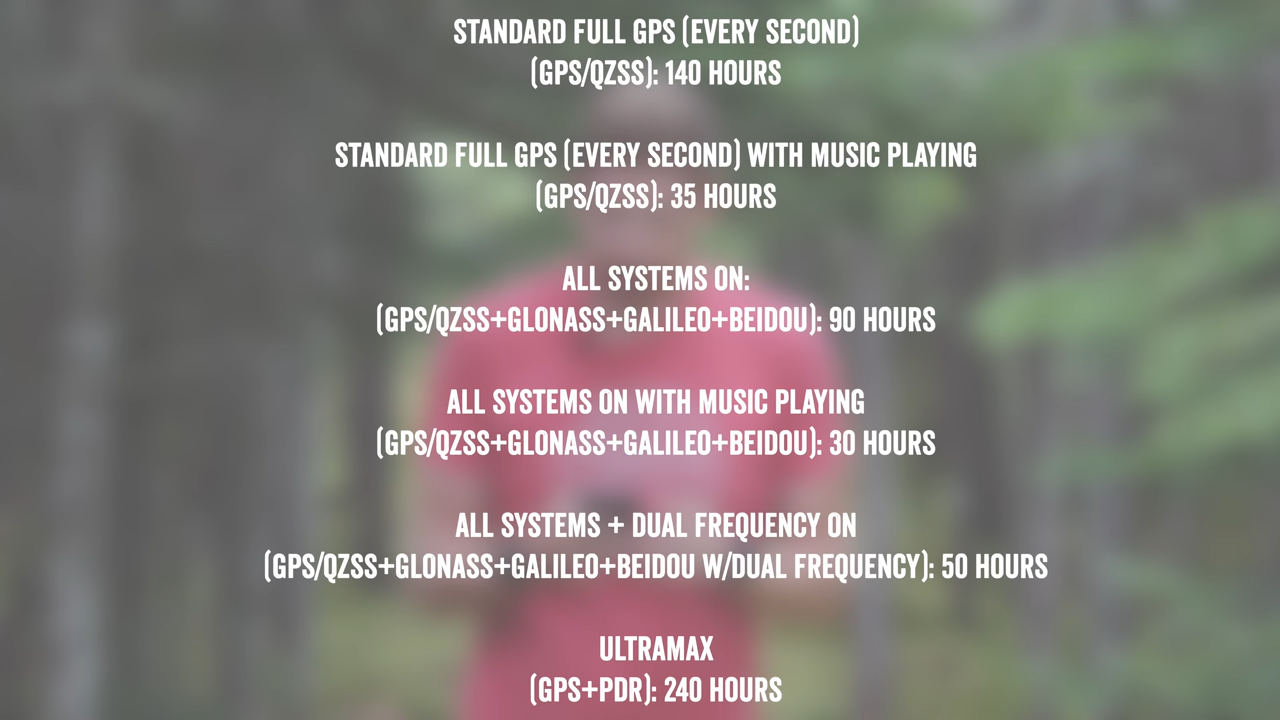 STANDARD FULL GPS (EVERY SECOND)
(GPS/QZSS): 140 HOURS
STANDARD FULL GPS (EVERY SECOND) WITH MUSIC PLAYING
(GPS/QZSS): 35 HOURS
ALL SYSTEMS ON:
(GPS/QZSS+GLONASS+GALILEO+BEIDOU): 90 HOURS
ALL SYSTEMS ON WITH MUSIC PLAYING
(GPS/QZSS+GLONASS+GALILEO+BEIDOU): 30 HOURS
ALL SYSTEMS + DUAL FREQUENCY ON
(GPS/QZSS+GLONASS+GALILEO+BEIDOU W/DUAL FREQUENCY): 50 HOURS
ULTRAMAX
(GPS+PDR): 240 HOURS